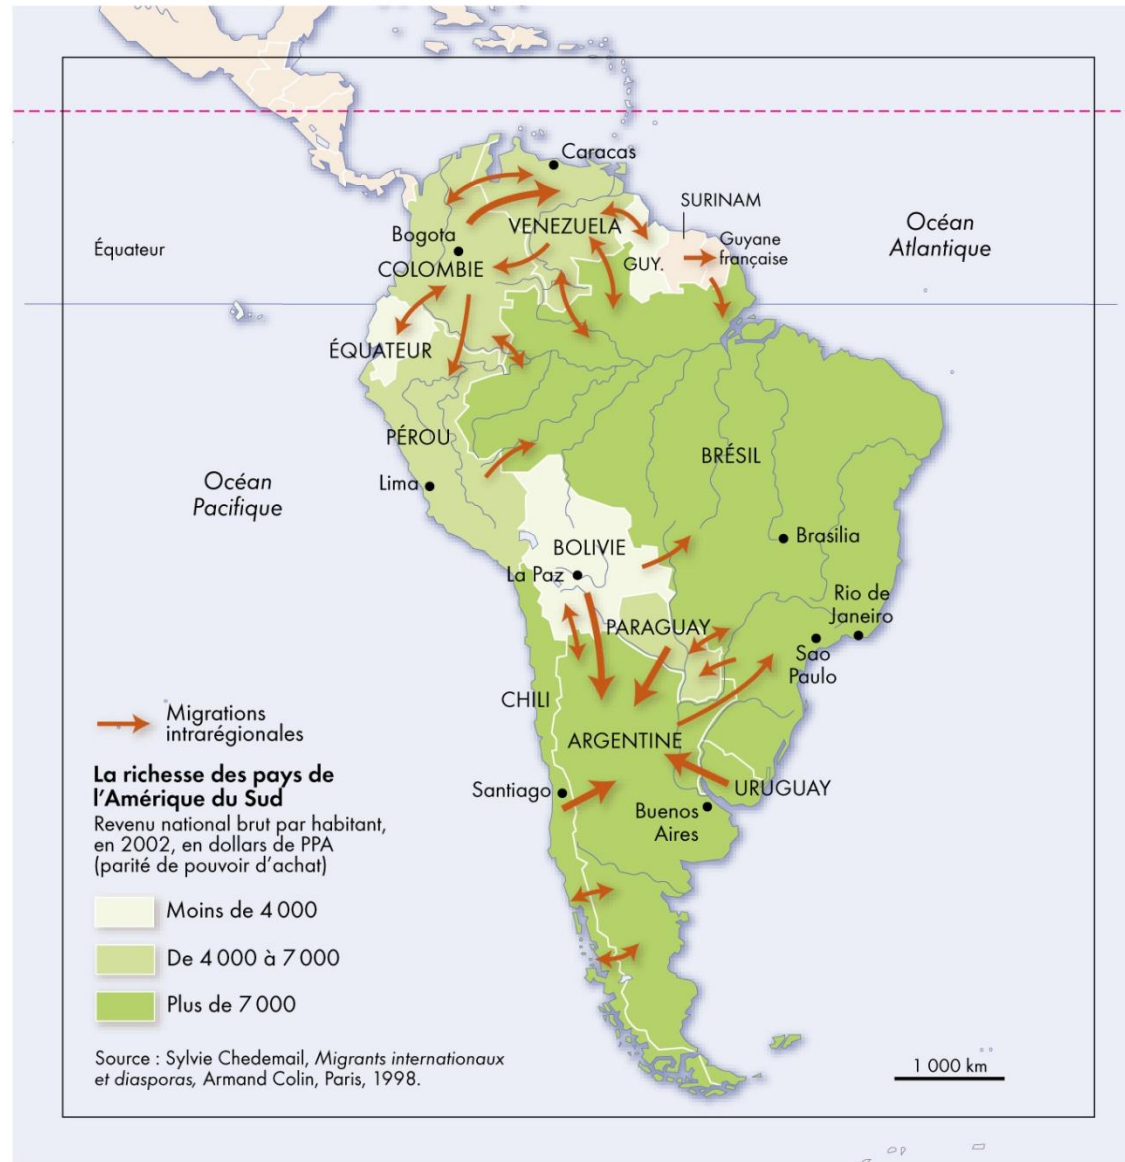 Caracas
SURINAM
Océan
Atlantique
VENEZUELA
Bogota
Guyane
française
Équateur
GUY.
COLOMBIE
ÉQUATEUR
PÉROU
BRÉSIL
Océan
Pacifique
Lima
Brasilia
BOLIVIE
La Paz
Rio de
Janeiro
PARAGUAY
Sao
Paulo
CHILI
ARGENTINE
Santiago
URUGUAY
Buenos
Aires
Migrations
intrarégionales
La richesse des pays de
l’Amérique du Sud
Revenu national brut par habitant,
en 2002, en dollars de PPA
(parité de pouvoir d’achat)
Moins de 4 000
De 4 000 à 7 000
Plus de 7 000
Source : Sylvie Chedemail, Migrants internationaux
et diasporas, Armand Colin, Paris, 1998.
1 000 km